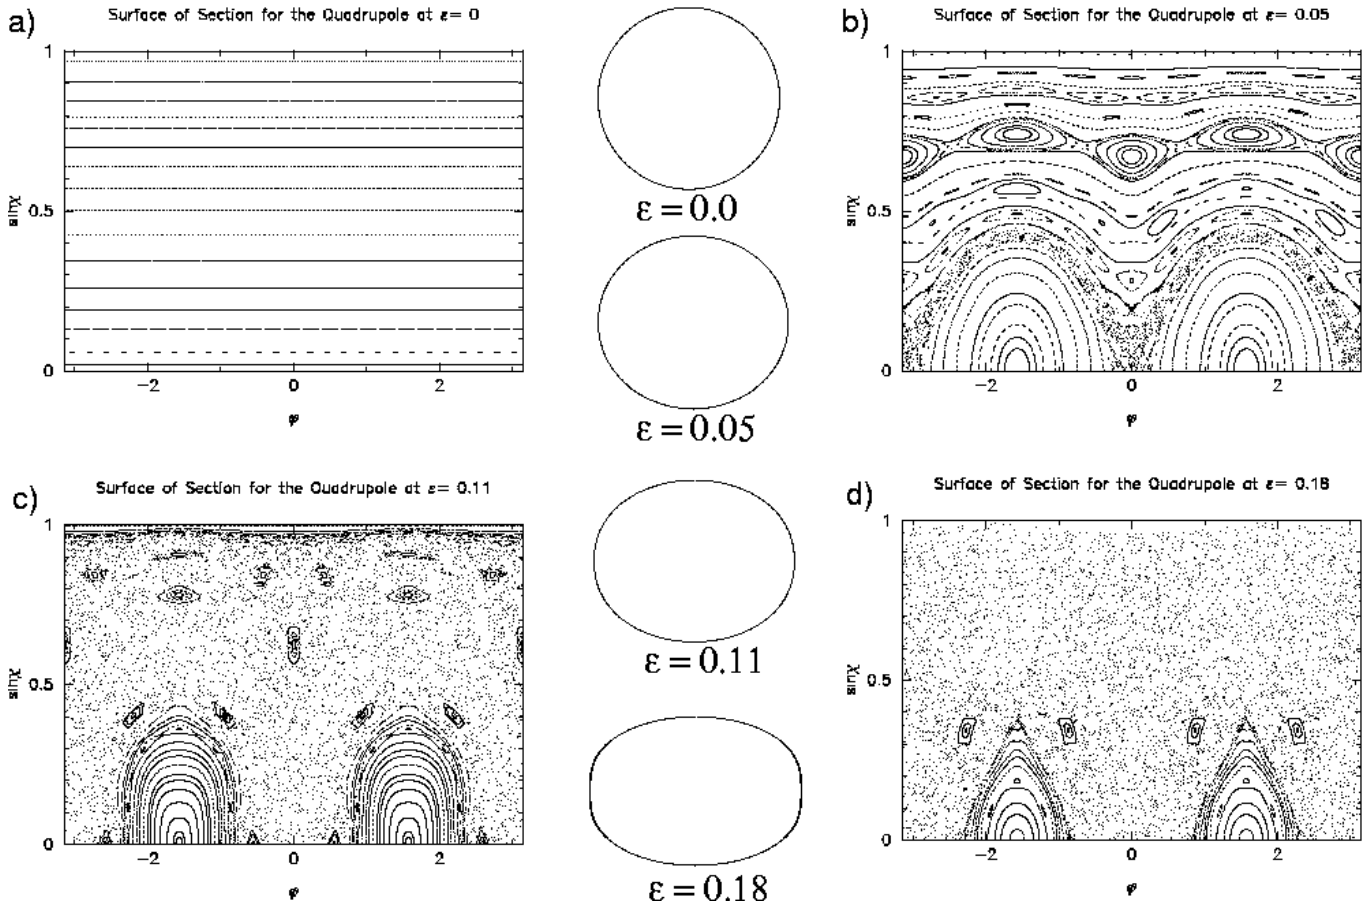 a)
Surface of Section for the Quadrupole at ε= 0
1
0.5
0
sinχ
−2
0
2
φ
ε = 0.0
ε = 0.05
b)
Surface of Section for the Quadrupole at ε= 0.05
1
0.5
0
sinχ
−2
0
2
φ
c)
Surface of Section for the Quadrupole at ε= 0.11
1
0.5
0
sinχ
−2
0
2
φ
ε = 0.11
ε = 0.18
d)
Surface of Section for the Quadrupole at ε= 0.18
1
0.5
0
sinχ
−2
0
2
φ